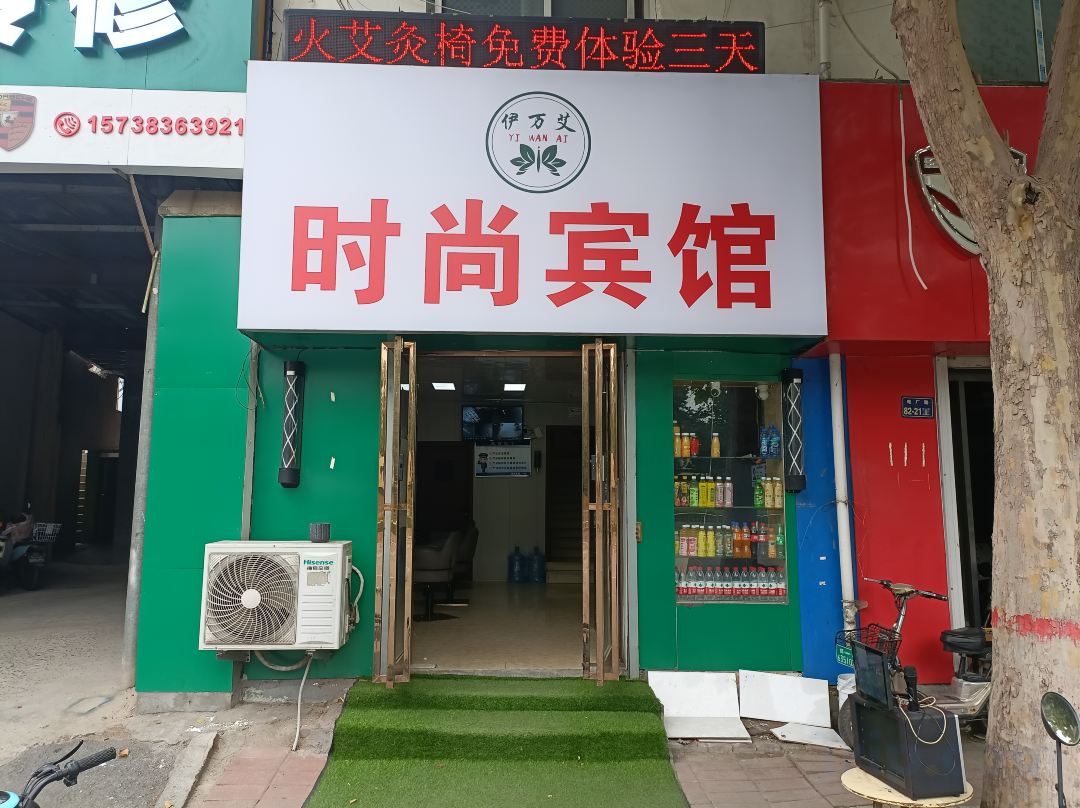 火艾灸椅免费体验三天
修
15738363921
伊万艾
YI WAN AI
时尚宾馆
Hisense
82-21